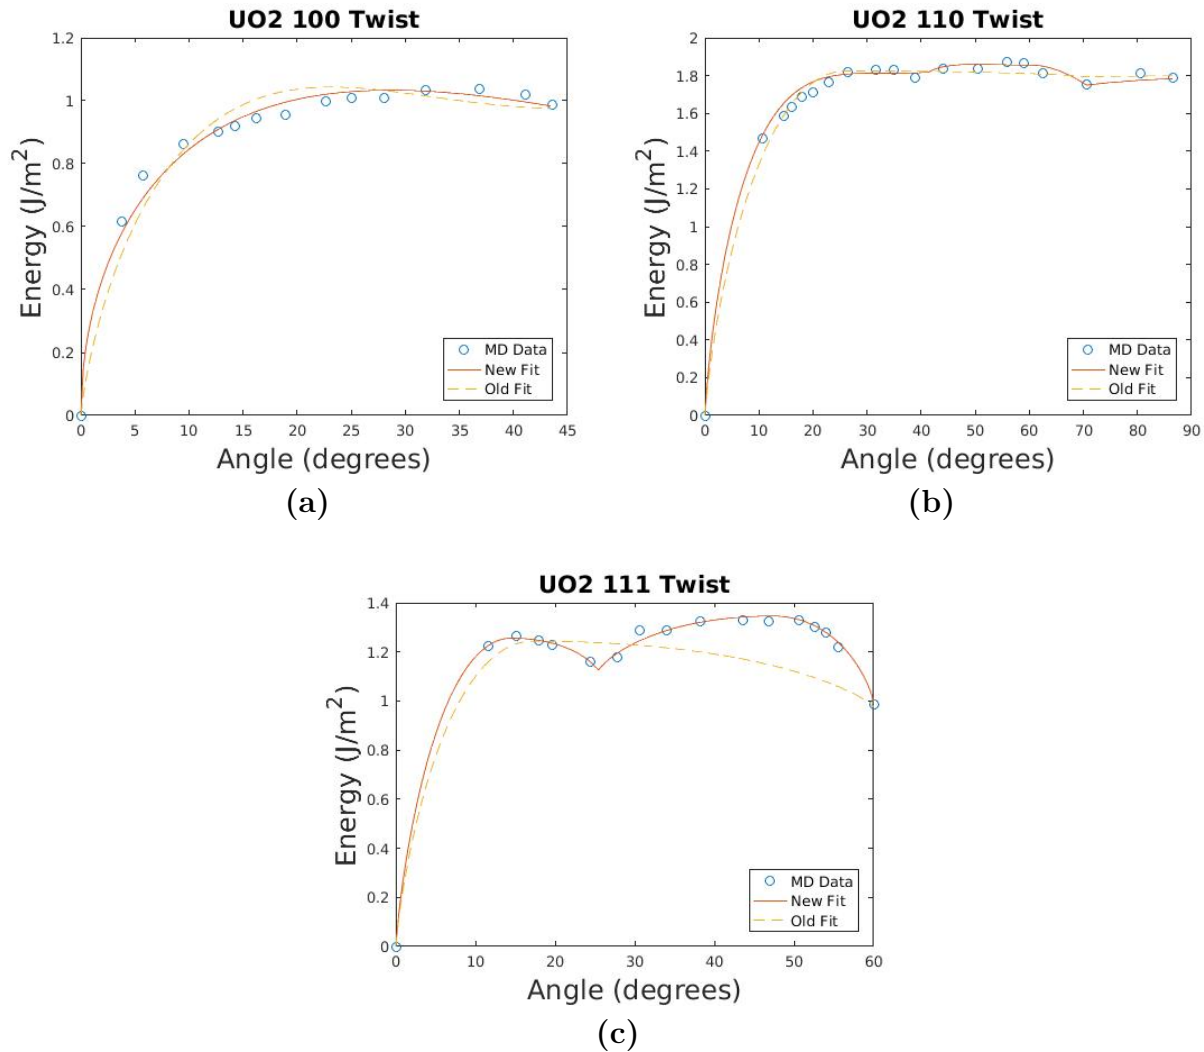 UO2 100 Twist
1.2
1
0.8
0.6
0.4
0.2
0
Energy (J/m²)
MD Data
New Fit
Old Fit
0 5 10 15 20 25 30 35 40 45
Angle (degrees)
(a)
UO2 110 Twist
2
1.8
1.6
1.4
1.2
1
0.8
0.6
0.4
0.2
0
Energy (J/m²)
MD Data
New Fit
Old Fit
0 10 20 30 40 50 60 70 80 90
Angle (degrees)
(b)
UO2 111 Twist
1.4
1.2
1
0.8
0.6
0.4
0.2
0
Energy (J/m²)
MD Data
New Fit
Old Fit
0 10 20 30 40 50 60
Angle (degrees)
(c)